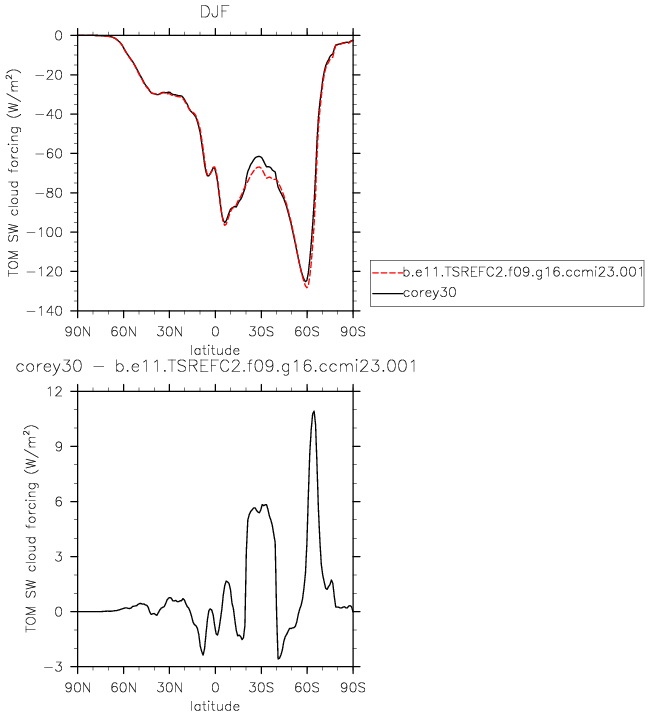 DJF
0
−20
−40
−60
−80
−100
−120
−140
TOM SW cloud forcing (W/m²)
90N 60N 30N 0 30S 60S 90S
latitude
b.e11.TSREFC2.f09.g16.ccmi23.001
corey30
corey30 − b.e11.TSREFC2.f09.g16.ccmi23.001
12
9
6
3
0
−3
TOM SW cloud forcing (W/m²)
90N 60N 30N 0 30S 60S 90S
latitude